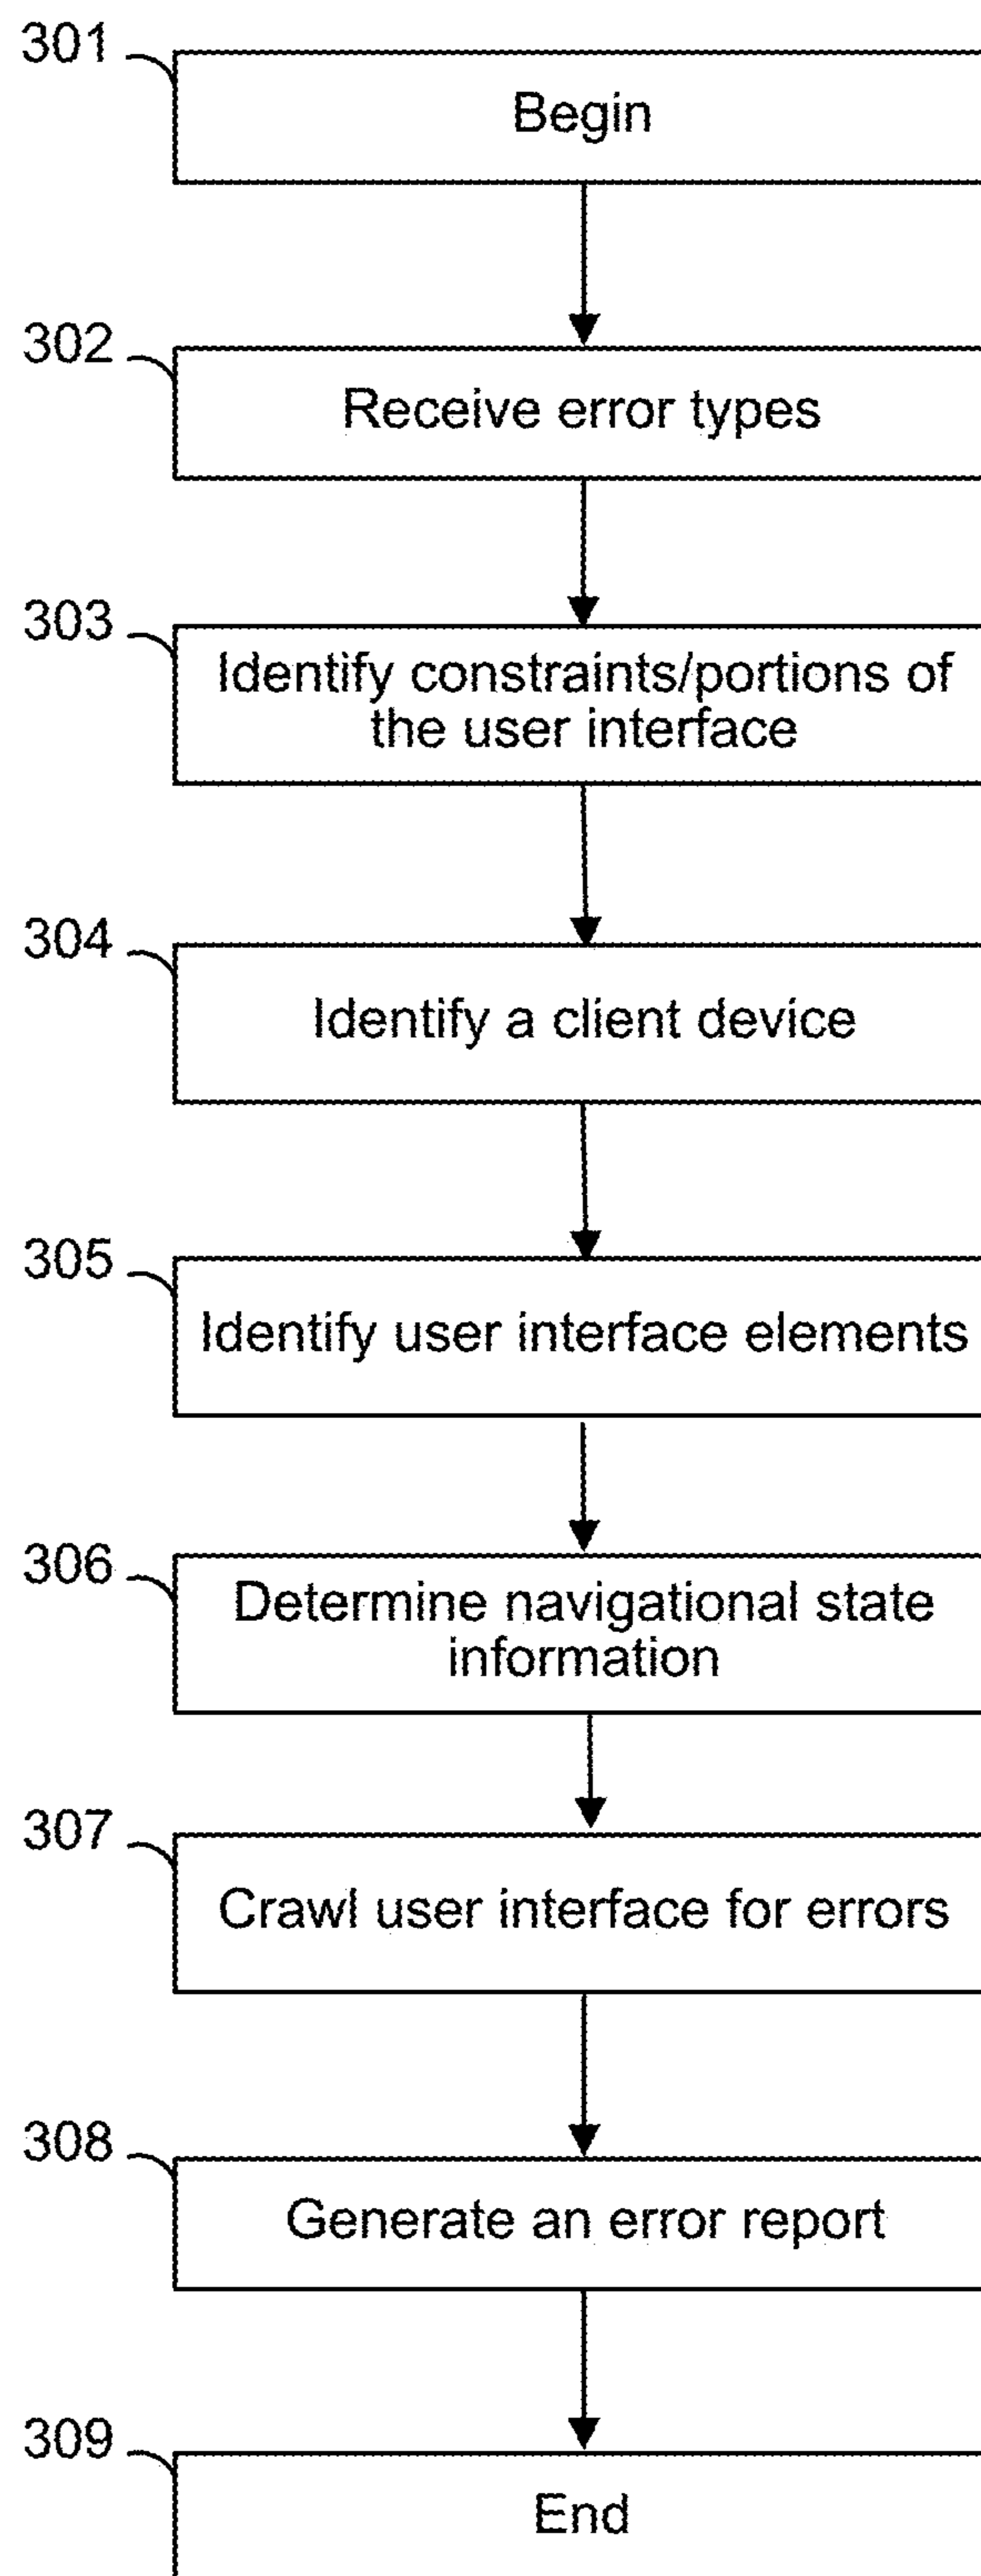 301
Begin
302
Receive error types
303
Identify constraints/portions of
the user interface
304
Identify a client device
305
Identify user interface elements
306
Determine navigational state
information
307
Crawl user interface for errors
308
Generate an error report
309
End